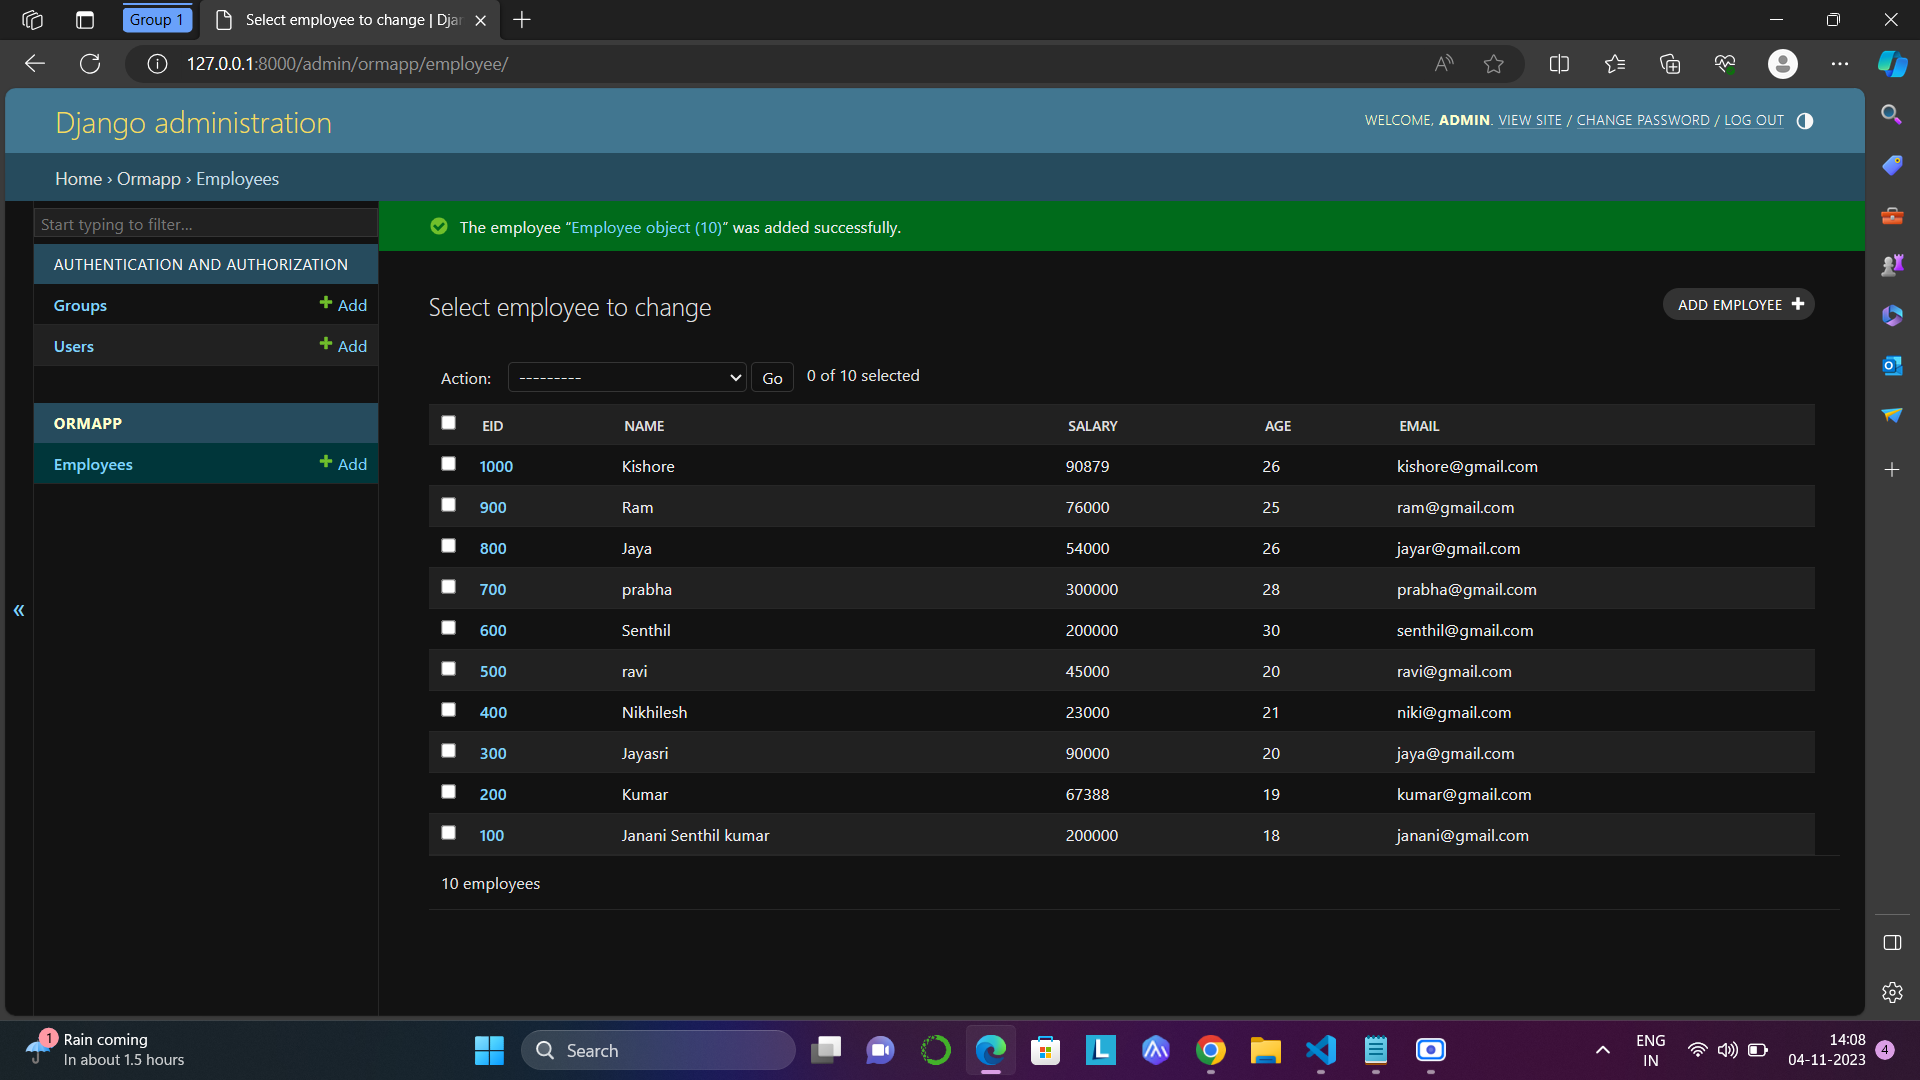 Group 1
Select employee to change | Djan
127.0.0.1:8000/admin/ormapp/employee/
Django administration
WELCOME, ADMIN. VIEW SITE / CHANGE PASSWORD / LOG OUT
Home › Ormapp › Employees
Start typing to filter...
The employee “Employee object (10)” was added successfully.
AUTHENTICATION AND AUTHORIZATION
Groups Add
Users Add
ORMAPP
Employees Add
Select employee to change
ADD EMPLOYEE
Action: --------- Go 0 of 10 selected
EID NAME SALARY AGE EMAIL
1000 Kishore 90879 26 kishore@gmail.com
900 Ram 76000 25 ram@gmail.com
800 Jaya 54000 26 jayar@gmail.com
700 prabha 300000 28 prabha@gmail.com
600 Senthil 200000 30 senthil@gmail.com
500 ravi 45000 20 ravi@gmail.com
400 Nikhilesh 23000 21 niki@gmail.com
300 Jayasri 90000 20 jaya@gmail.com
200 Kumar 67388 19 kumar@gmail.com
100 Janani Senthil kumar 200000 18 janani@gmail.com
10 employees
1
Rain coming
In about 1.5 hours
Search
L
ENG
IN
14:08
04-11-2023
4